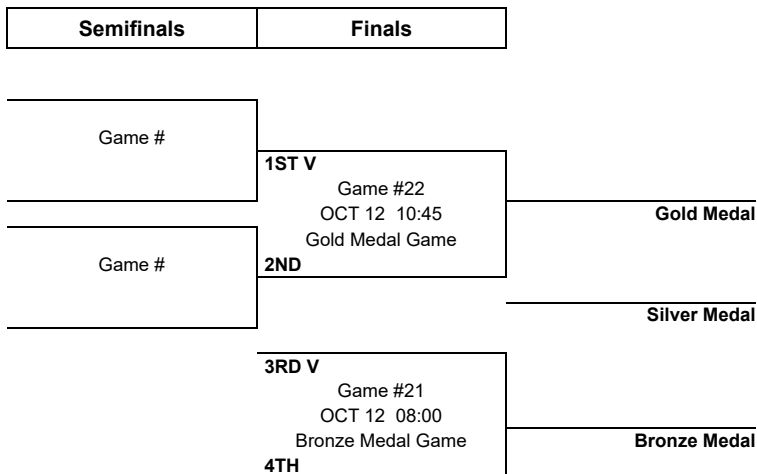 Semifinals Finals
Game #
1ST V
Game #22
OCT 12 10:45
Gold Medal
Gold Medal Game
Game #
2ND
Silver Medal
3RD V
Game #21
OCT 12 08:00
Bronze Medal Game
Bronze Medal
4TH